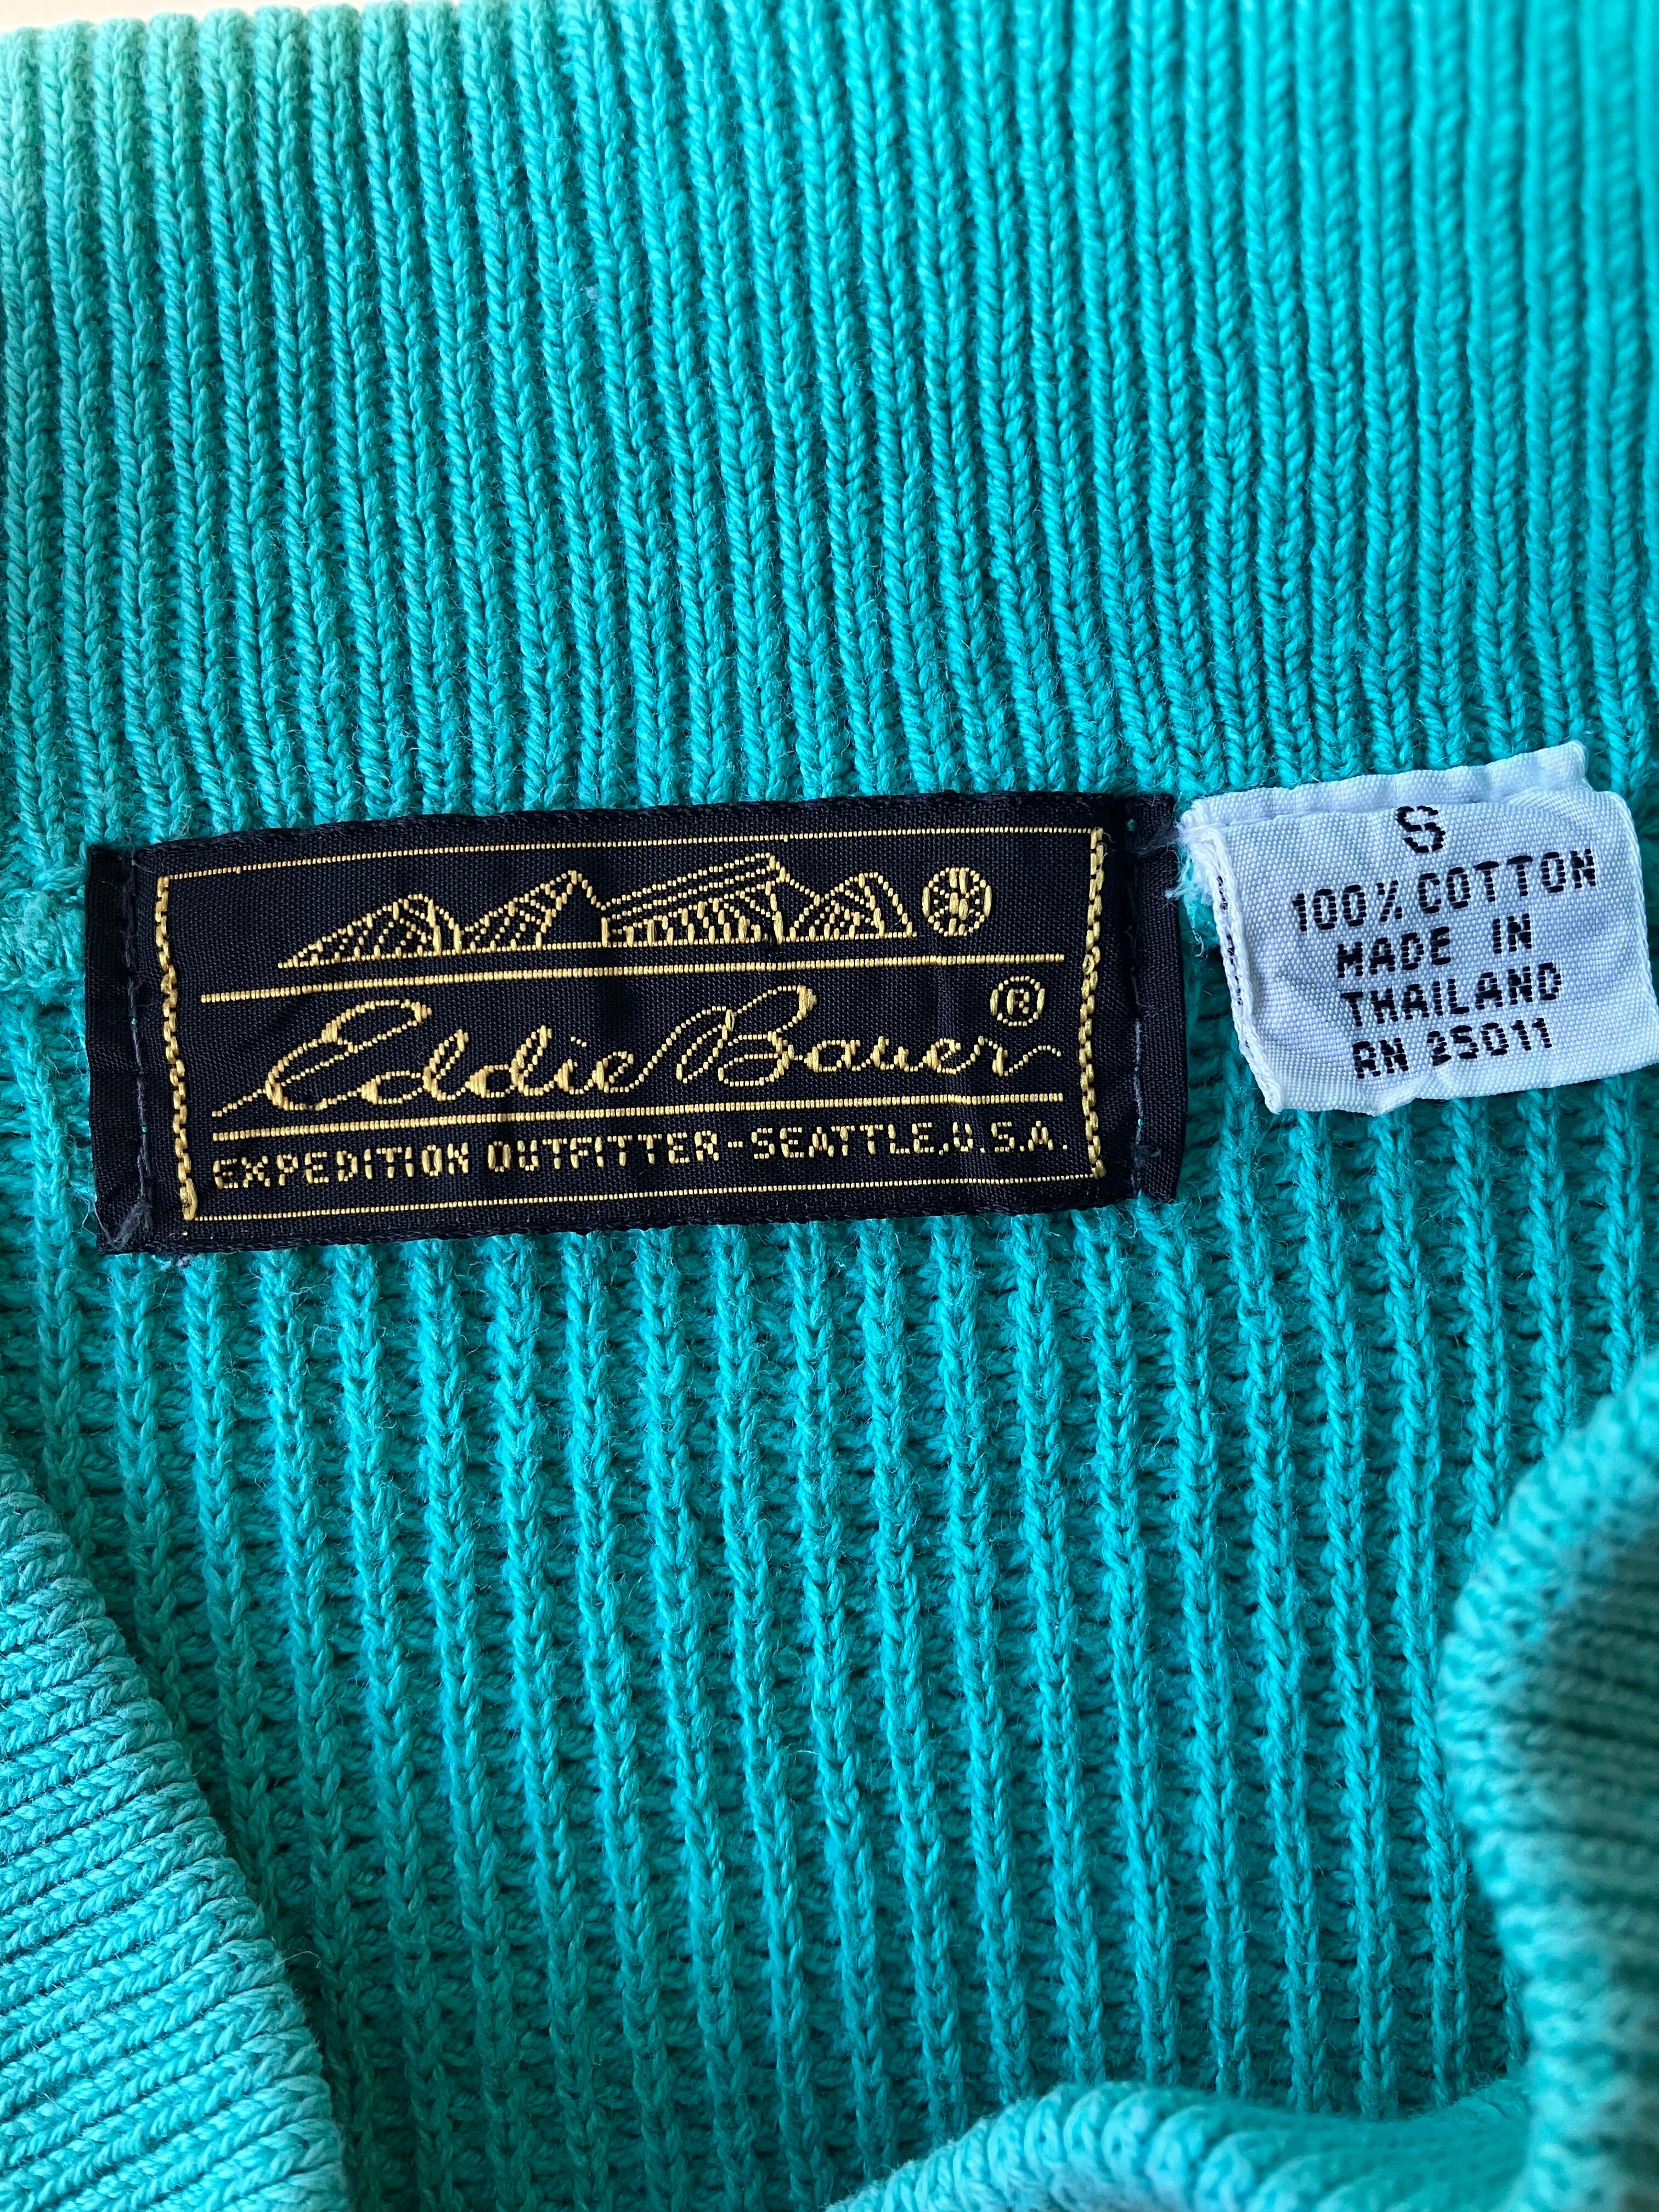 Eddie Bauer®
EXPEDITION OUTFITTER-SEATTLE,U.S.A.
S
100% COTTON
MADE IN
THAILAND
RN 25011